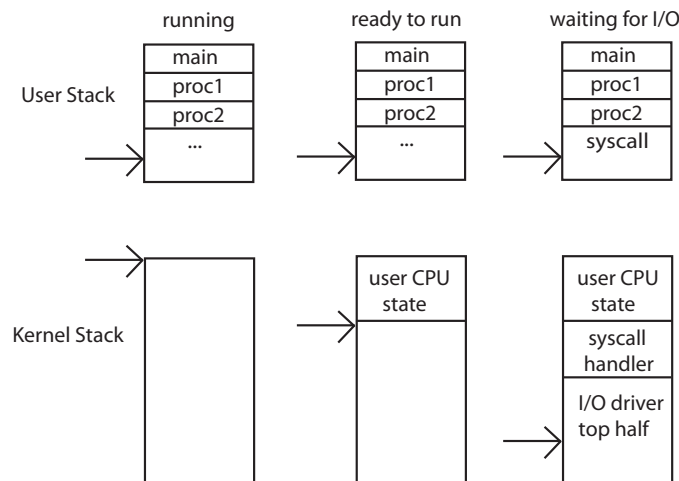 running
ready to run
waiting for I/O
User Stack
main
proc1
proc2
...
main
proc1
proc2
...
main
proc1
proc2
syscall
Kernel Stack
user CPU
state
user CPU
state
syscall
handler
I/O driver
top half